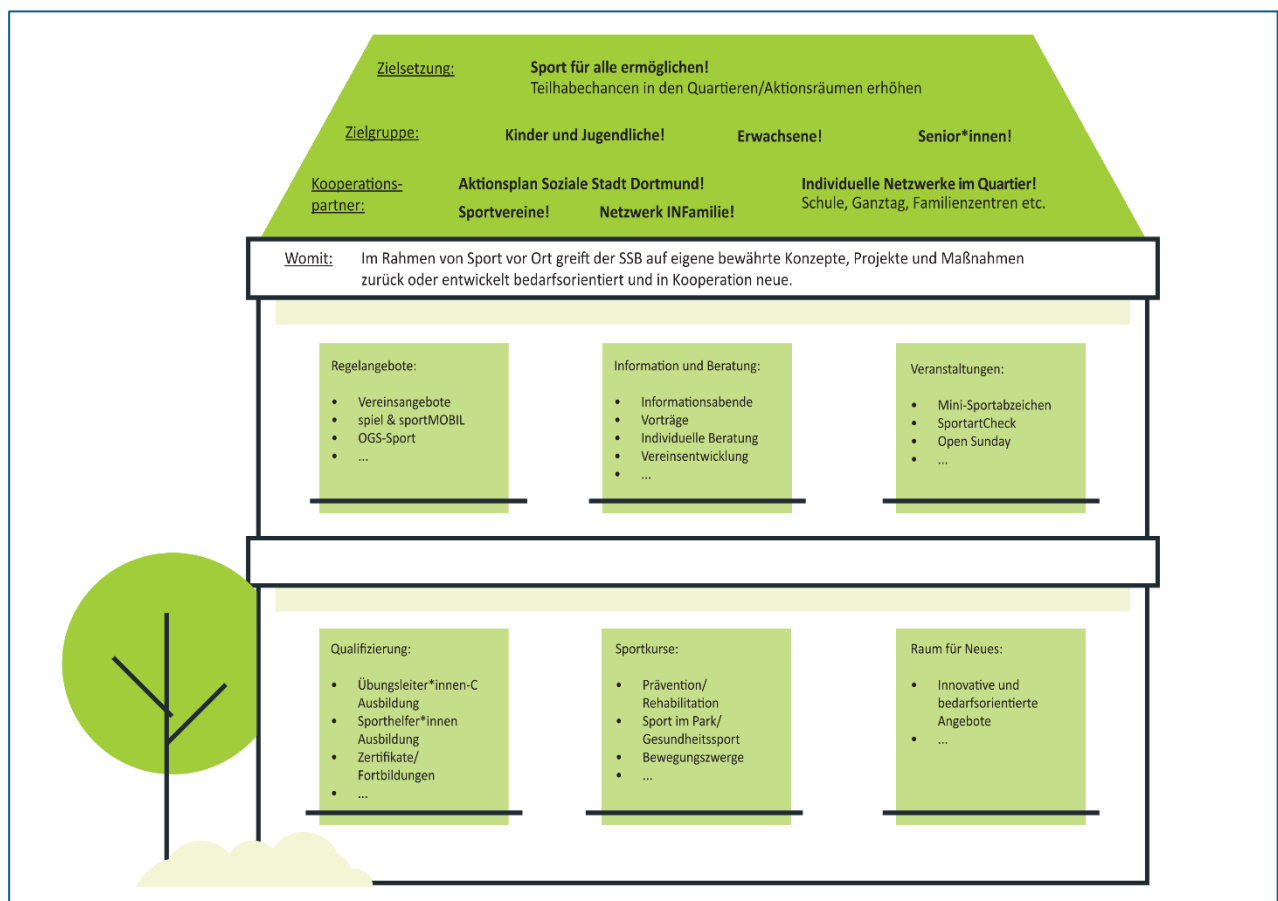 Zielsetzung: Sport für alle ermöglichen!
Teilhabechancen in den Quartieren/Aktionsräumen erhöhen
Zielgruppe: Kinder und Jugendliche! Erwachsene! Senior*innen!
Kooperations-
partner:
Aktionsplan Soziale Stadt Dortmund!
Sportvereine! Netzwerk INFamilie!
Individuelle Netzwerke im Quartier!
Schule, Ganztag, Familienzentren etc.
Womit: Im Rahmen von Sport vor Ort greift der SSB auf eigene bewährte Konzepte, Projekte und Maßnahmen
zurück oder entwickelt bedarfsorientiert und in Kooperation neue.
Regelangebote:
• Vereinsangebote
• spiel & sportMOBIL
• OGS-Sport
• ...
Information und Beratung:
• Informationsabende
• Vorträge
• Individuelle Beratung
• Vereinsentwicklung
• ...
Veranstaltungen:
• Mini-Sportabzeichen
• SportartCheck
• Open Sunday
• ...
Qualifizierung:
• Übungsleiter*innen-C
Ausbildung
• Sporthelfer*innen
Ausbildung
• Zertifikate/
Fortbildungen
• ...
Sportkurse:
• Prävention/
Rehabilitation
• Sport im Park/
Gesundheitssport
• Bewegungszwerge
• ...
Raum für Neues:
• Innovative und
bedarfsorientierte
Angebote
• ...